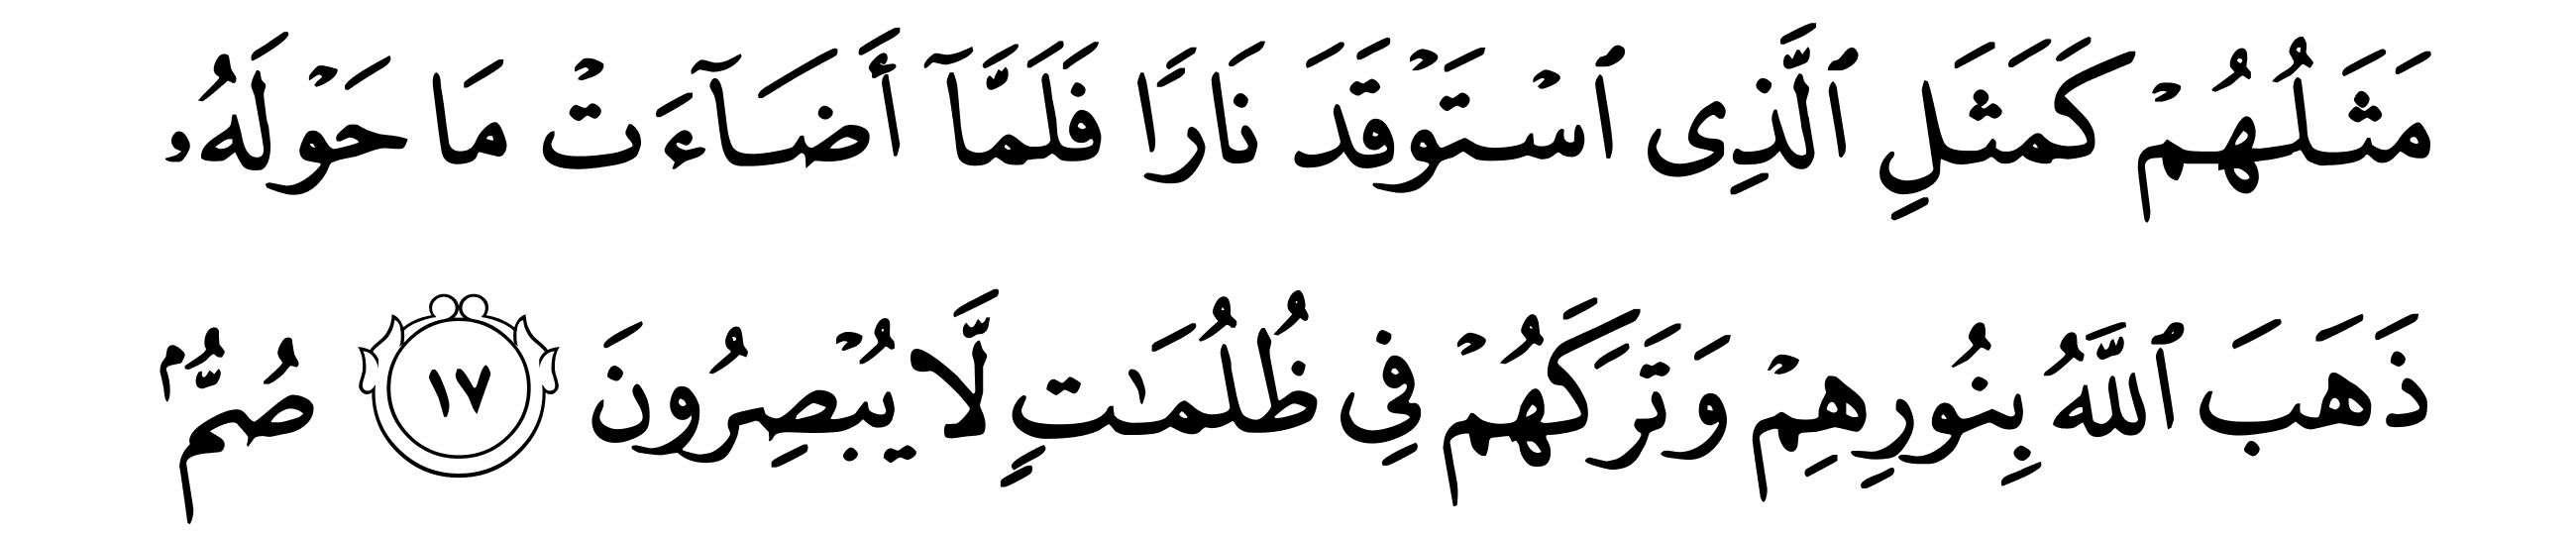 مَثَلُهُمْ كَمَثَلِ ٱلَّذِى ٱسْتَوْقَدَ نَارًا فَلَمَّآ أَضَآءَتْ مَا حَوْلَهُۥ
ذَهَبَ ٱللَّهُ بِنُورِهِمْ وَتَرَكَهُمْ فِى ظُلُمَـٰتٍ لَّا يُبْصِرُونَ ١٧ صُمٌّۢ